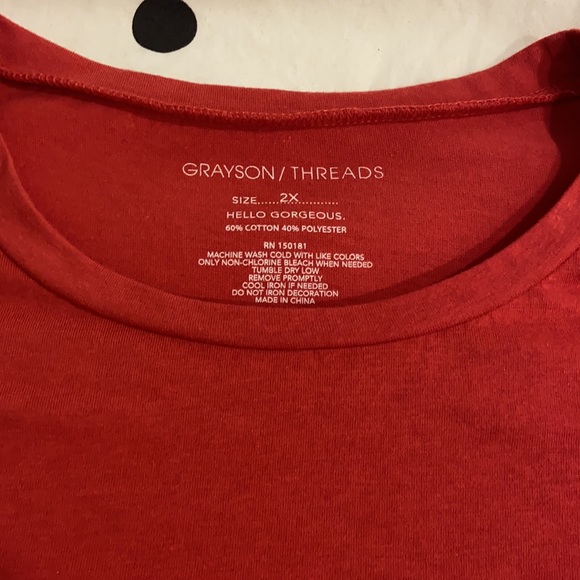 GRAYSON/THREADS
SIZE......2X............
HELLO GORGEOUS.
60% COTTON 40% POLYESTER
RN 150181
MACHINE WASH COLD WITH LIKE COLORS
ONLY NON-CHLORINE BLEACH WHEN NEEDED
TUMBLE DRY LOW
REMOVE PROMPTLY
COOL IRON IF NEEDED
DO NOT IRON DECORATION
MADE IN CHINA